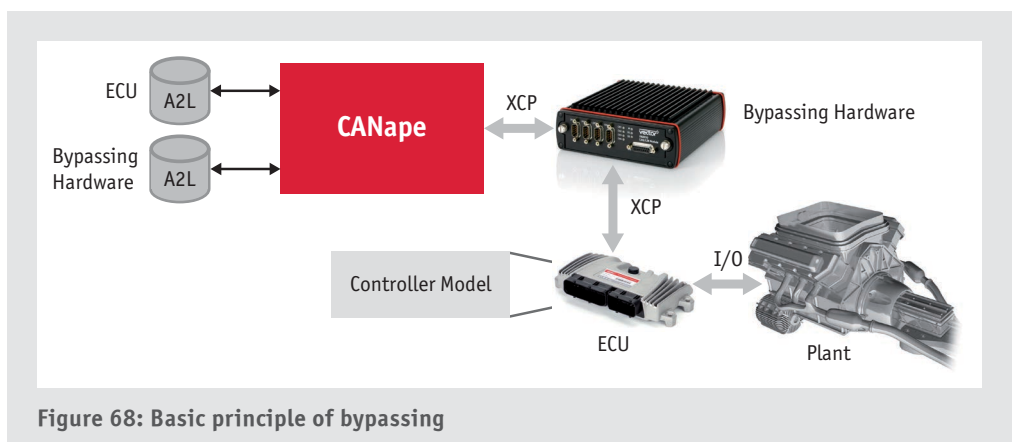 ECU
A2L
Bypassing
Hardware
A2L
CANape
XCP
vector
Bypassing Hardware
XCP
Controller Model
ECU
I/O
Plant
Figure 68: Basic principle of bypassing